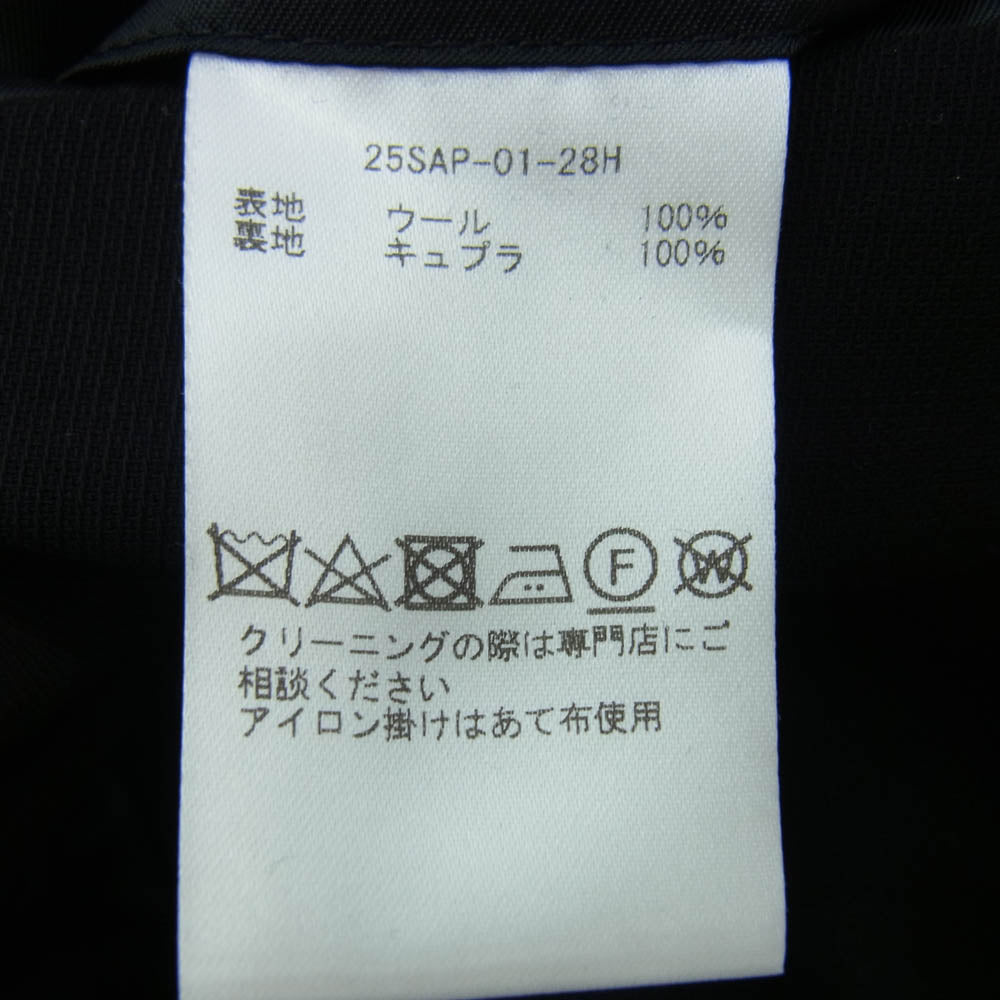 25SAP-01-28H
表地 ウール 100%
裏地 キュプラ 100%
F W
クリーニングの際は専門店にご
相談ください
アイロン掛けはあて布使用